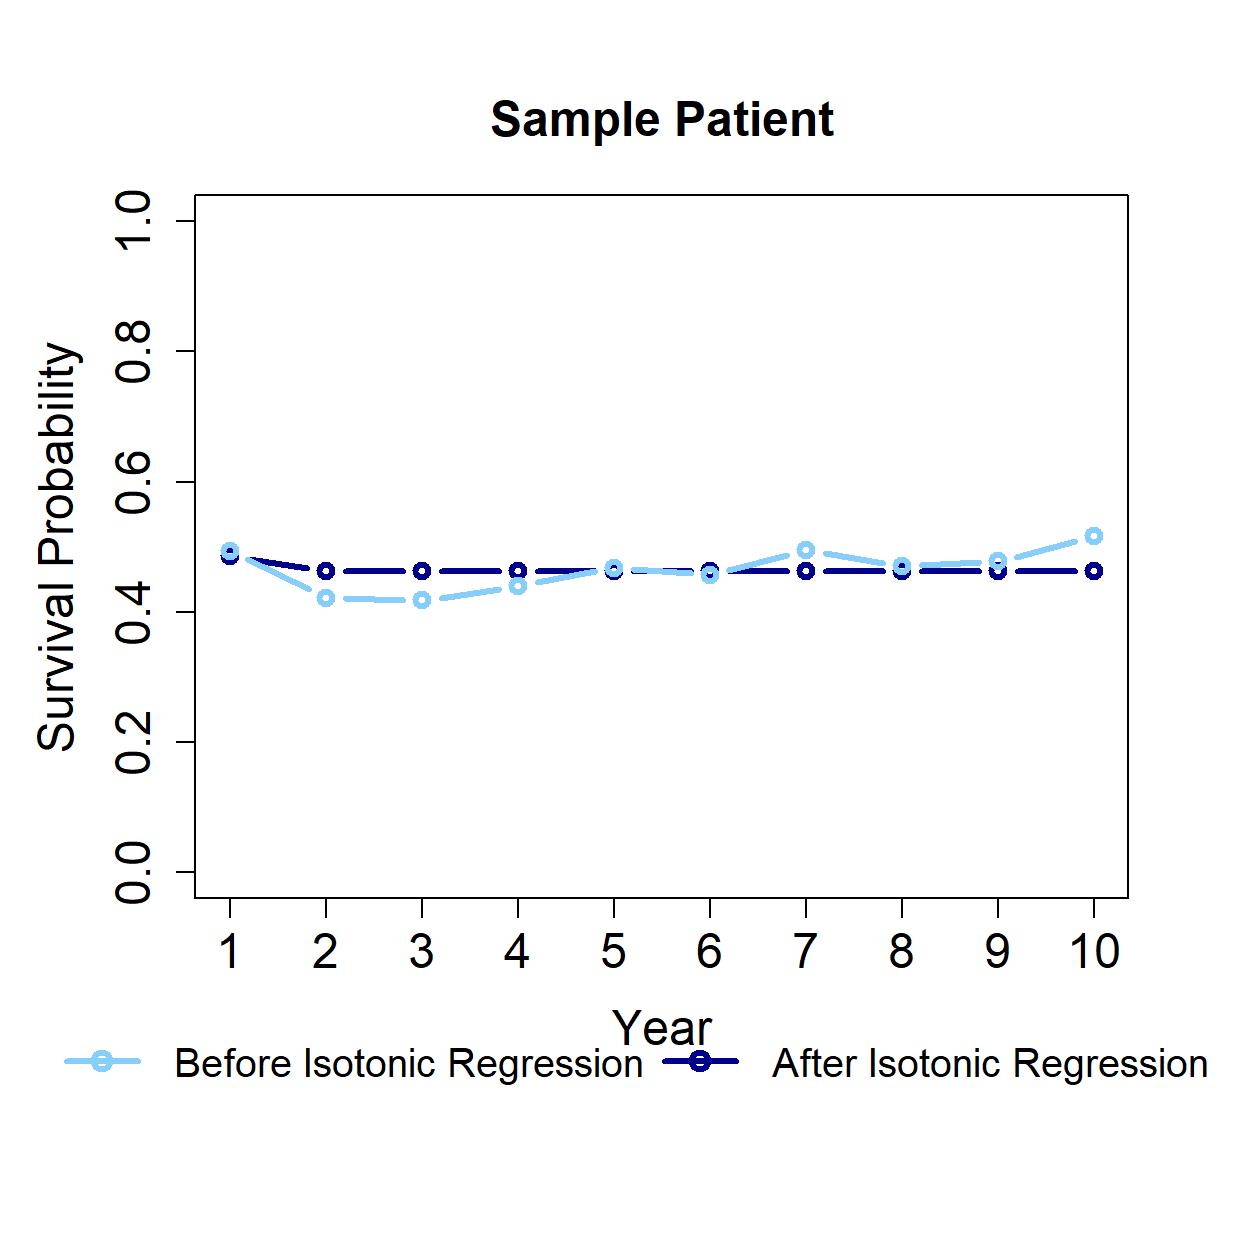 Sample Patient
Survival Probability
1.0
0.8
0.6
0.4
0.2
0.0
1 2 3 4 5 6 7 8 9 10
Year
Before Isotonic Regression After Isotonic Regression